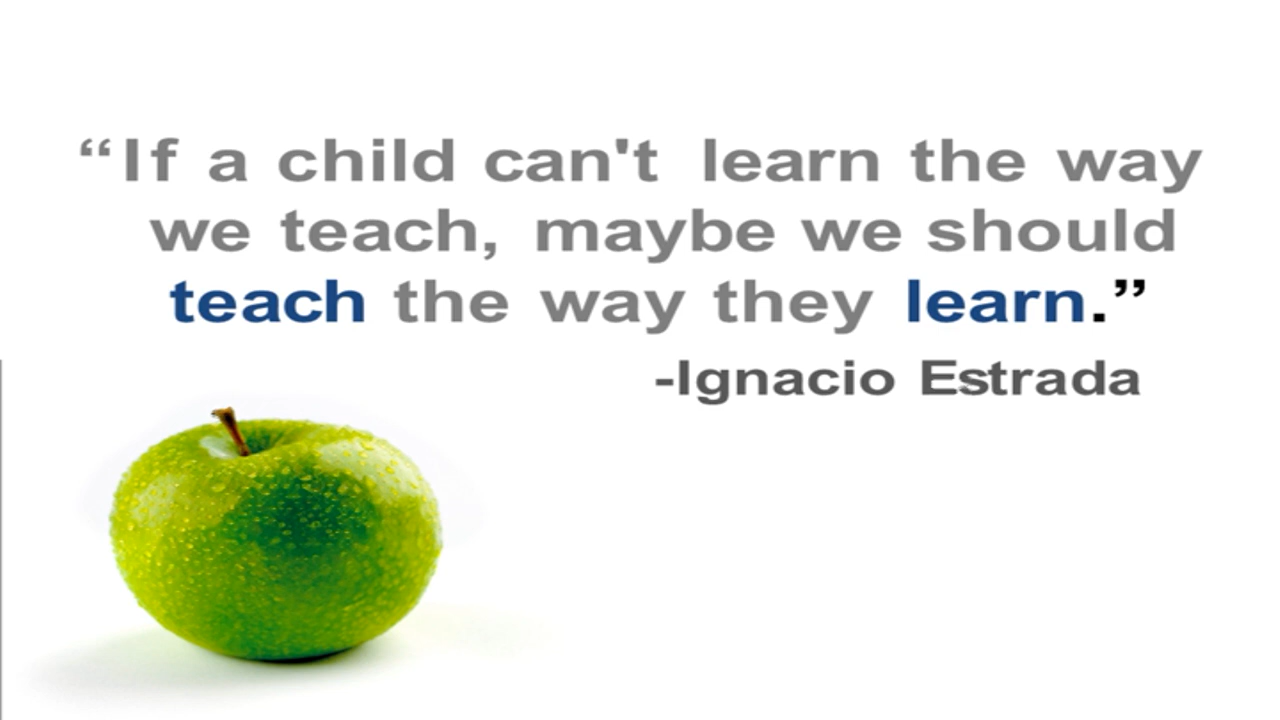 “If a child can't learn the way
we teach, maybe we should
teach the way they learn.”
-Ignacio Estrada